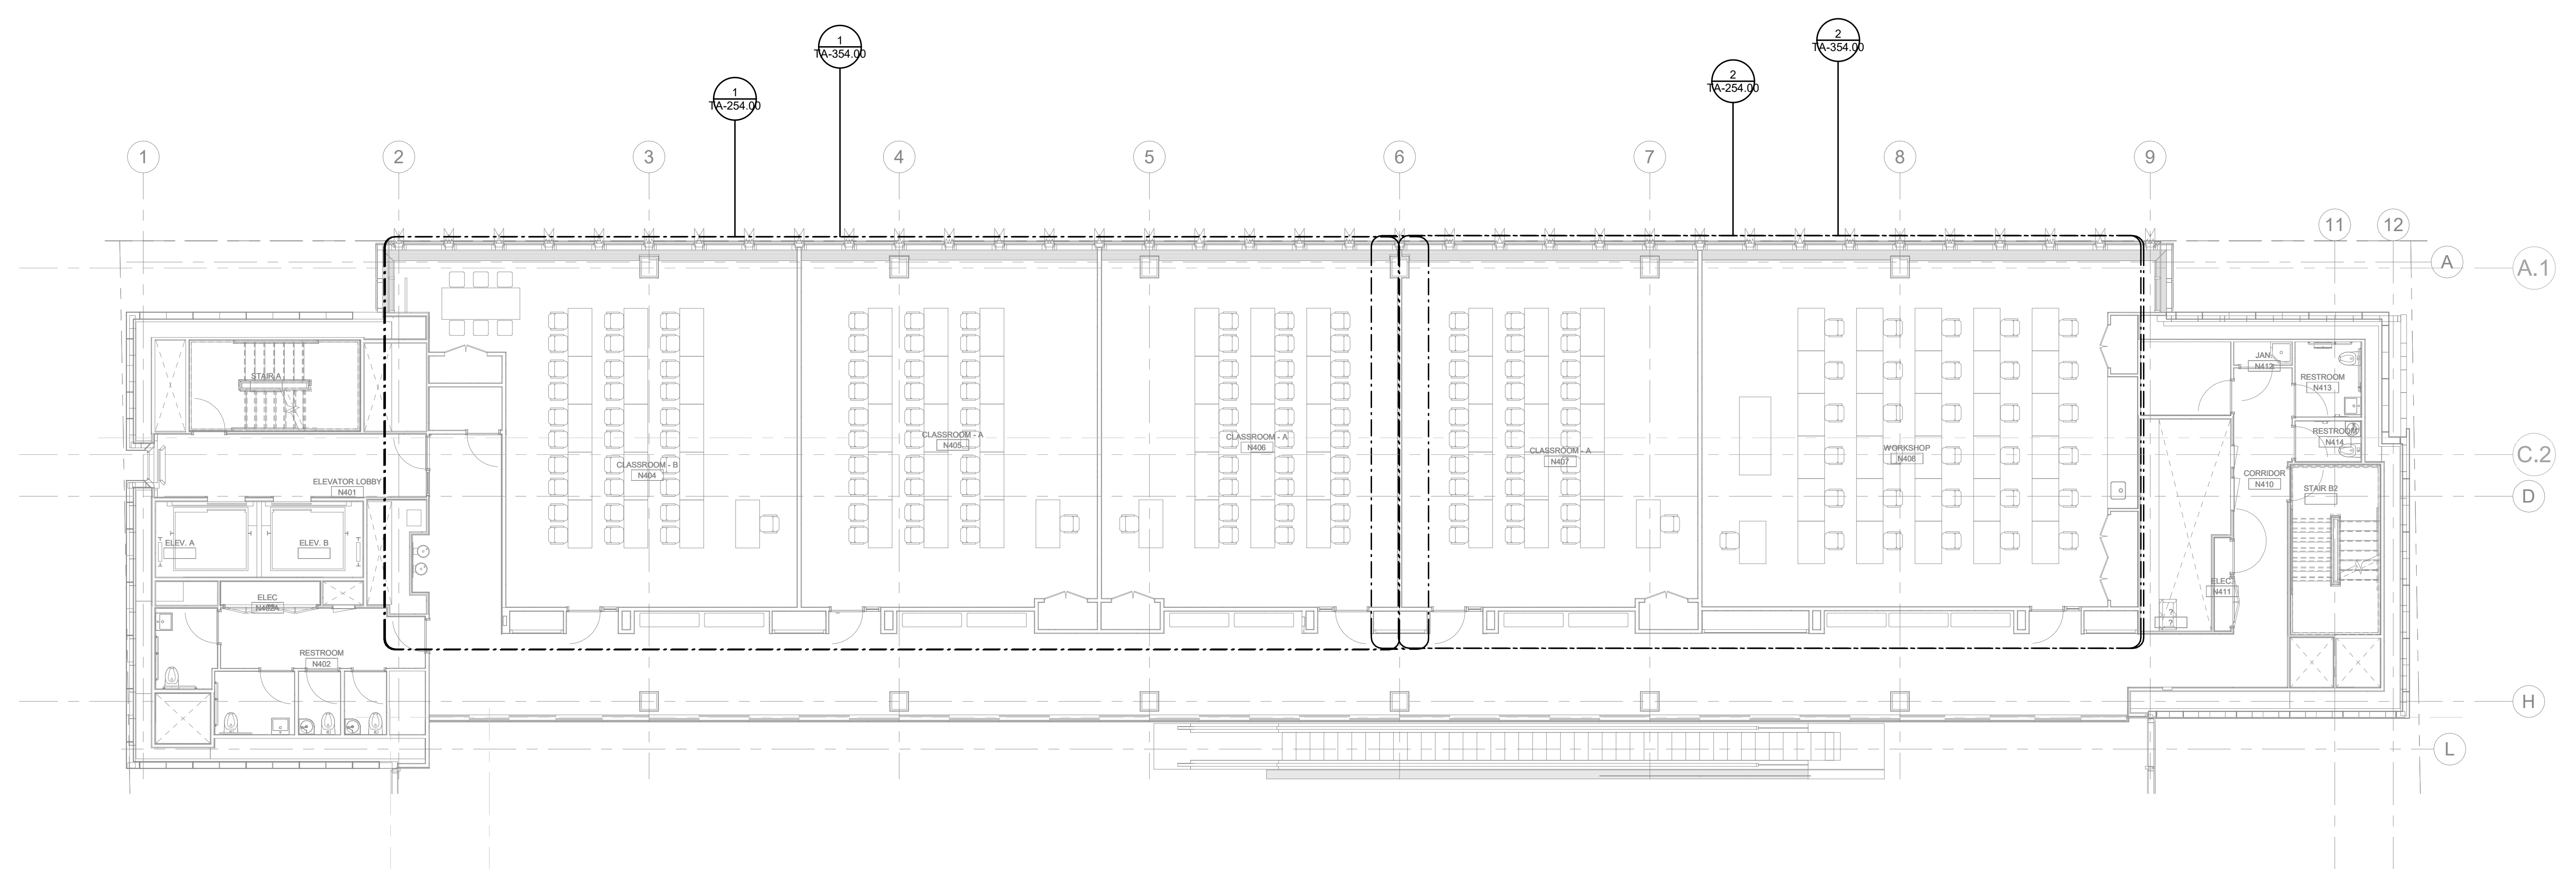 2
TA-354.00
1
TA-354.00
2
TA-254.00
1
TA-254.00
1
2
3
4
5
6
7
8
9
11
12
A
A.1
JAN.
N412
STAIR A
RESTROOM
N413
RESTROOM
N414
CLASSROOM - A
N405
CLASSROOM - A
N406
CLASSROOM - A
N407
WORKSHOP
N408
C.2
CLASSROOM - B
N404
CORRIDOR
N410
ELEVATOR LOBBY
N401
STAIR B2
D
ELEV. A
ELEV. B
ELEC
N402A
ELEC.
N411
?
?
RESTROOM
N402
H
L